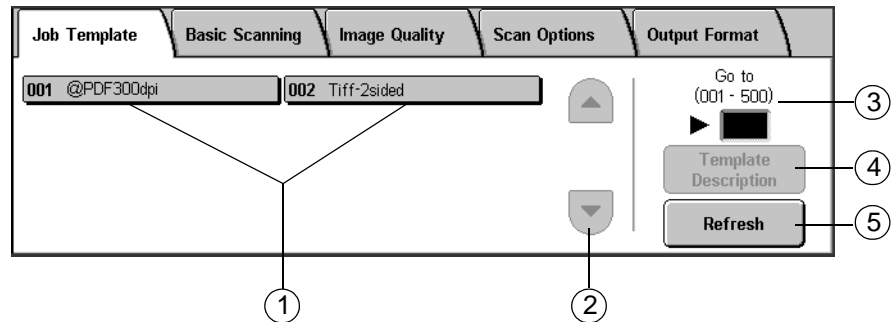 Job Template
Basic Scanning
Image Quality
Scan Options
Output Format
001 @PDF300dpi
002 Tiff-2sided
Go to
(001 - 500)
3
Template
Description
4
Refresh
5
1
2